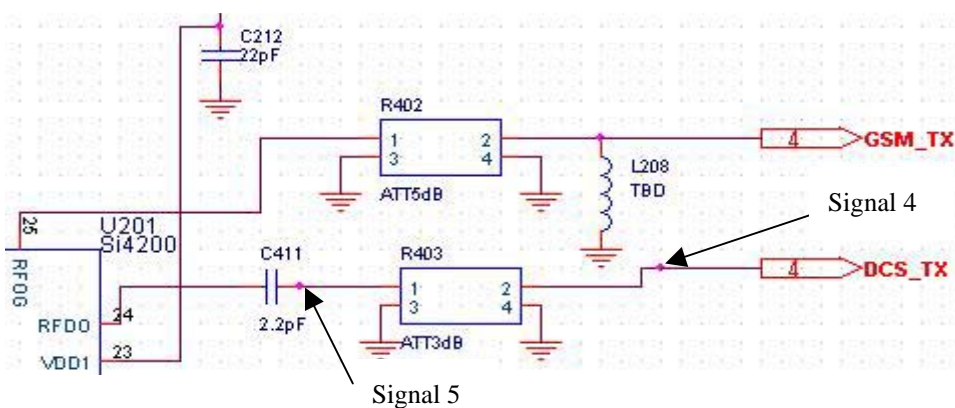 C212
22pF
R402
1
2
3
4
ATT5dB
4
GSM_TX
L208
TBD
Signal 4
25
U201
Si4200
RFOG
C411
2.2pF
R403
1
2
3
4
ATT3dB
4
DCS_TX
RFDO
24
VDD1
23
Signal 5